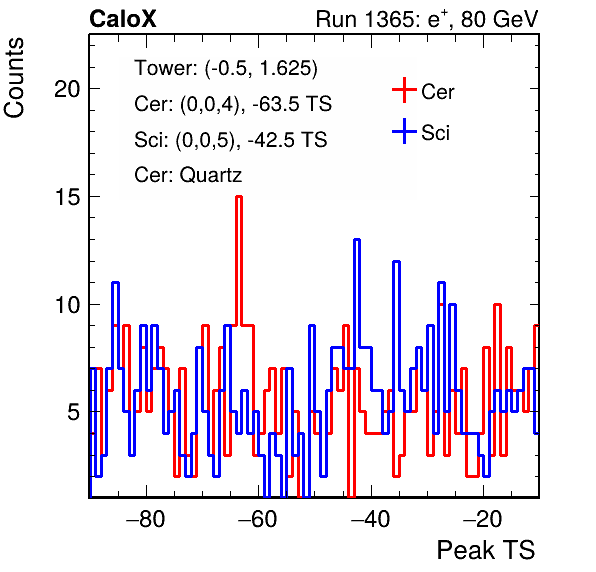 CaloX Run 1365: e⁺, 80 GeV
Counts
Tower: (-0.5, 1.625)
Cer: (0,0,4), -63.5 TS
Sci: (0,0,5), -42.5 TS
Cer: Quartz
Cer
Sci
20
15
10
5
−80 −60 −40 −20
Peak TS